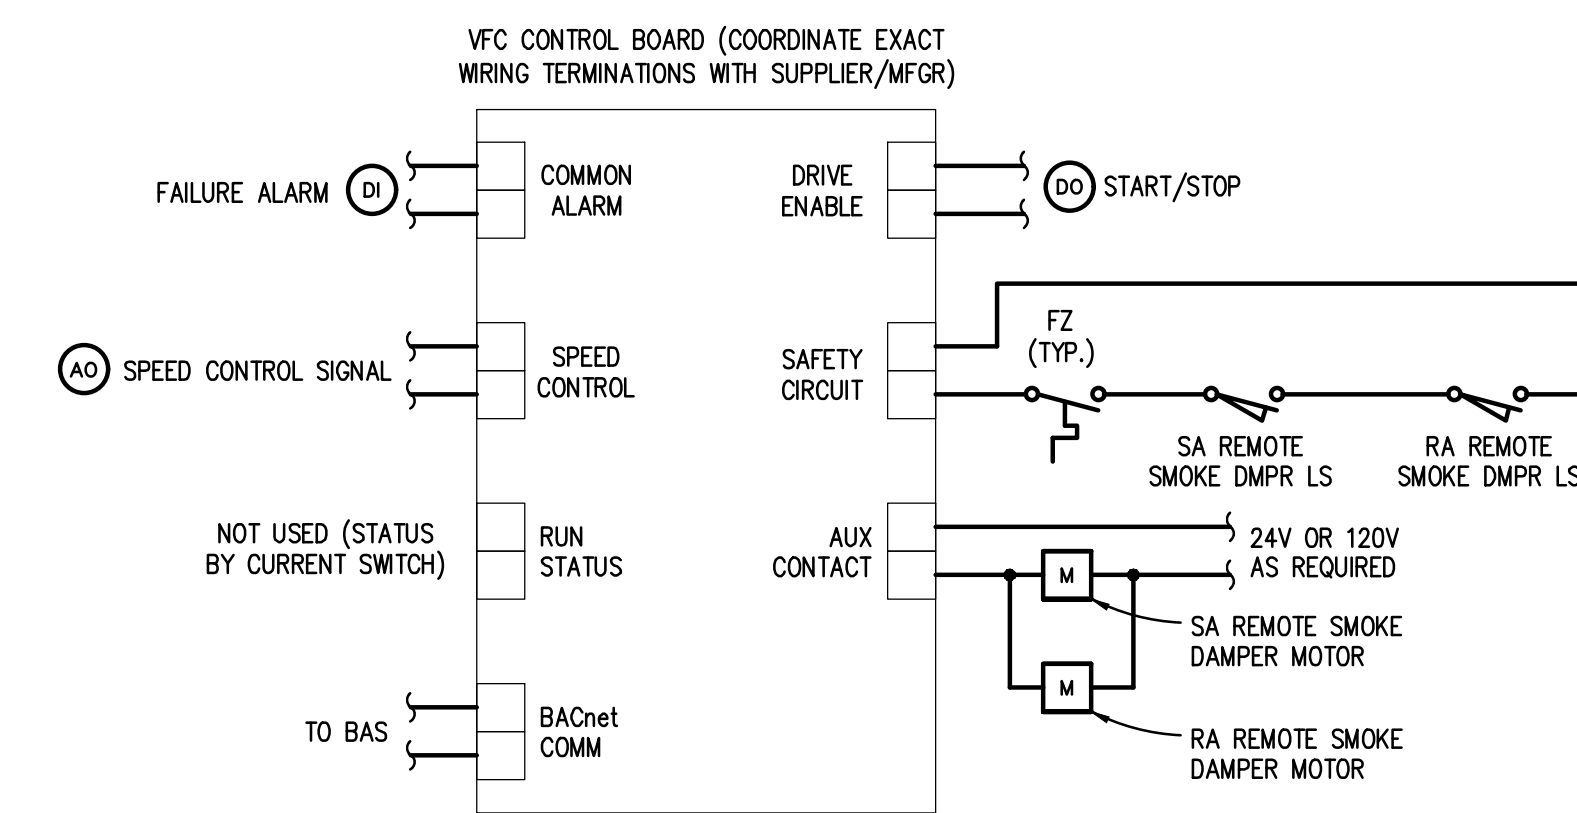 VFC CONTROL BOARD (COORDINATE EXACT
WIRING TERMINATIONS WITH SUPPLIER/MFGR)
FAILURE ALARM
DI
COMMON
ALARM
DRIVE
ENABLE
DO
START/STOP
AO
SPEED CONTROL SIGNAL
SPEED
CONTROL
SAFETY
CIRCUIT
FZ
(TYP.)
SA REMOTE
SMOKE DMPR LS
RA REMOTE
SMOKE DMPR LS
NOT USED (STATUS
BY CURRENT SWITCH)
RUN
STATUS
AUX
CONTACT
24V OR 120V
AS REQUIRED
M
SA REMOTE SMOKE
DAMPER MOTOR
M
RA REMOTE SMOKE
DAMPER MOTOR
TO BAS
BACnet
COMM